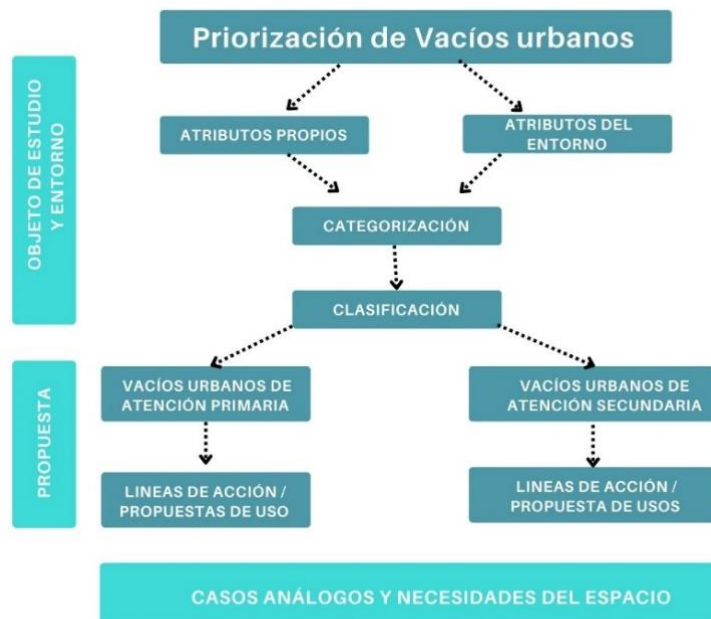 Priorización de Vacíos urbanos
OBJETO DE ESTUDIO
Y ENTORNO
ATRIBUTOS PROPIOS
ATRIBUTOS DEL
ENTORNO
CATEGORIZACIÓN
CLASIFICACIÓN
PROPUESTA
VACÍOS URBANOS DE
ATENCIÓN PRIMARIA
VACÍOS URBANOS DE
ATENCIÓN SECUNDARIA
LINEAS DE ACCIÓN /
PROPUESTAS DE USO
LINEAS DE ACCIÓN /
PROPUESTA DE USOS
CASOS ANÁLOGOS Y NECESIDADES DEL ESPACIO